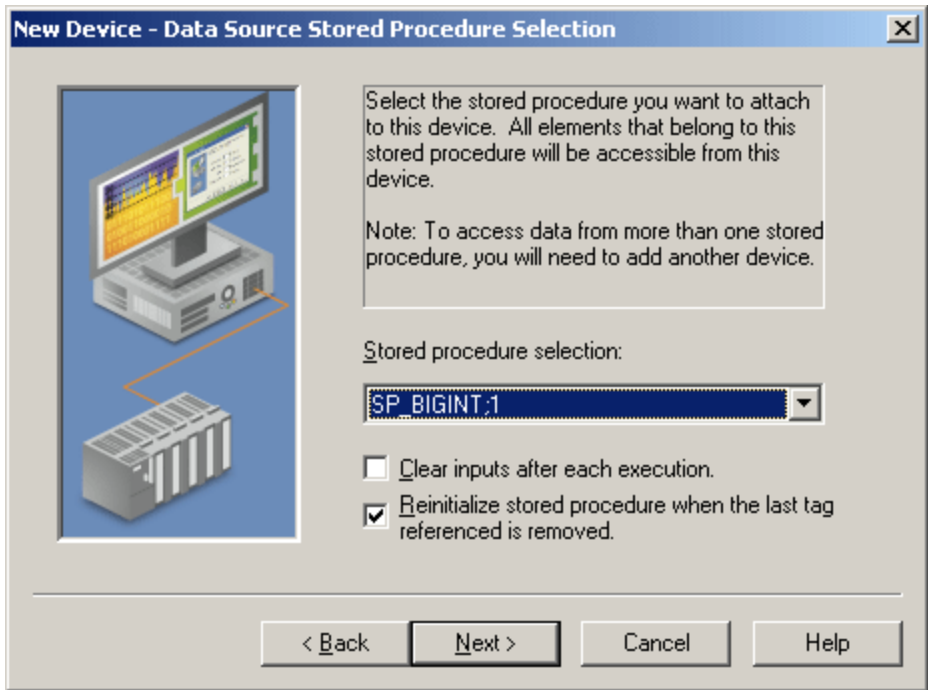 New Device - Data Source Stored Procedure Selection
Select the stored procedure you want to attach
to this device.  All elements that belong to this
stored procedure will be accessible from this
device.
Note: To access data from more than one stored
procedure, you will need to add another device.
Stored procedure selection:
SP_BIGINT;1
Clear inputs after each execution.
Reinitialize stored procedure when the last tag
referenced is removed.
< Back
Next >
Cancel
Help